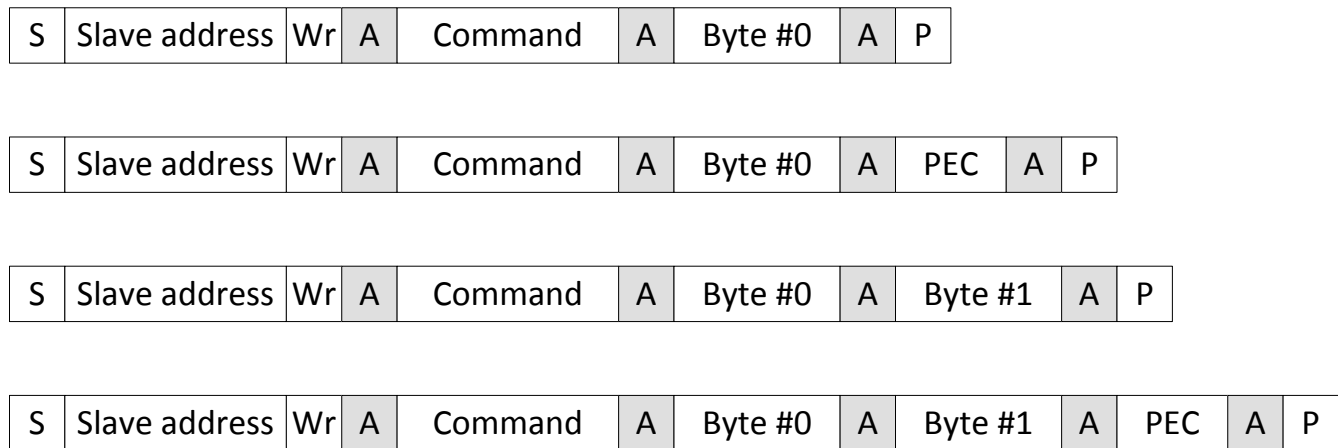 S Slave address Wr A Command A Byte #0 A P
S Slave address Wr A Command A Byte #0 A PEC A P
S Slave address Wr A Command A Byte #0 A Byte #1 A P
S Slave address Wr A Command A Byte #0 A Byte #1 A PEC A P